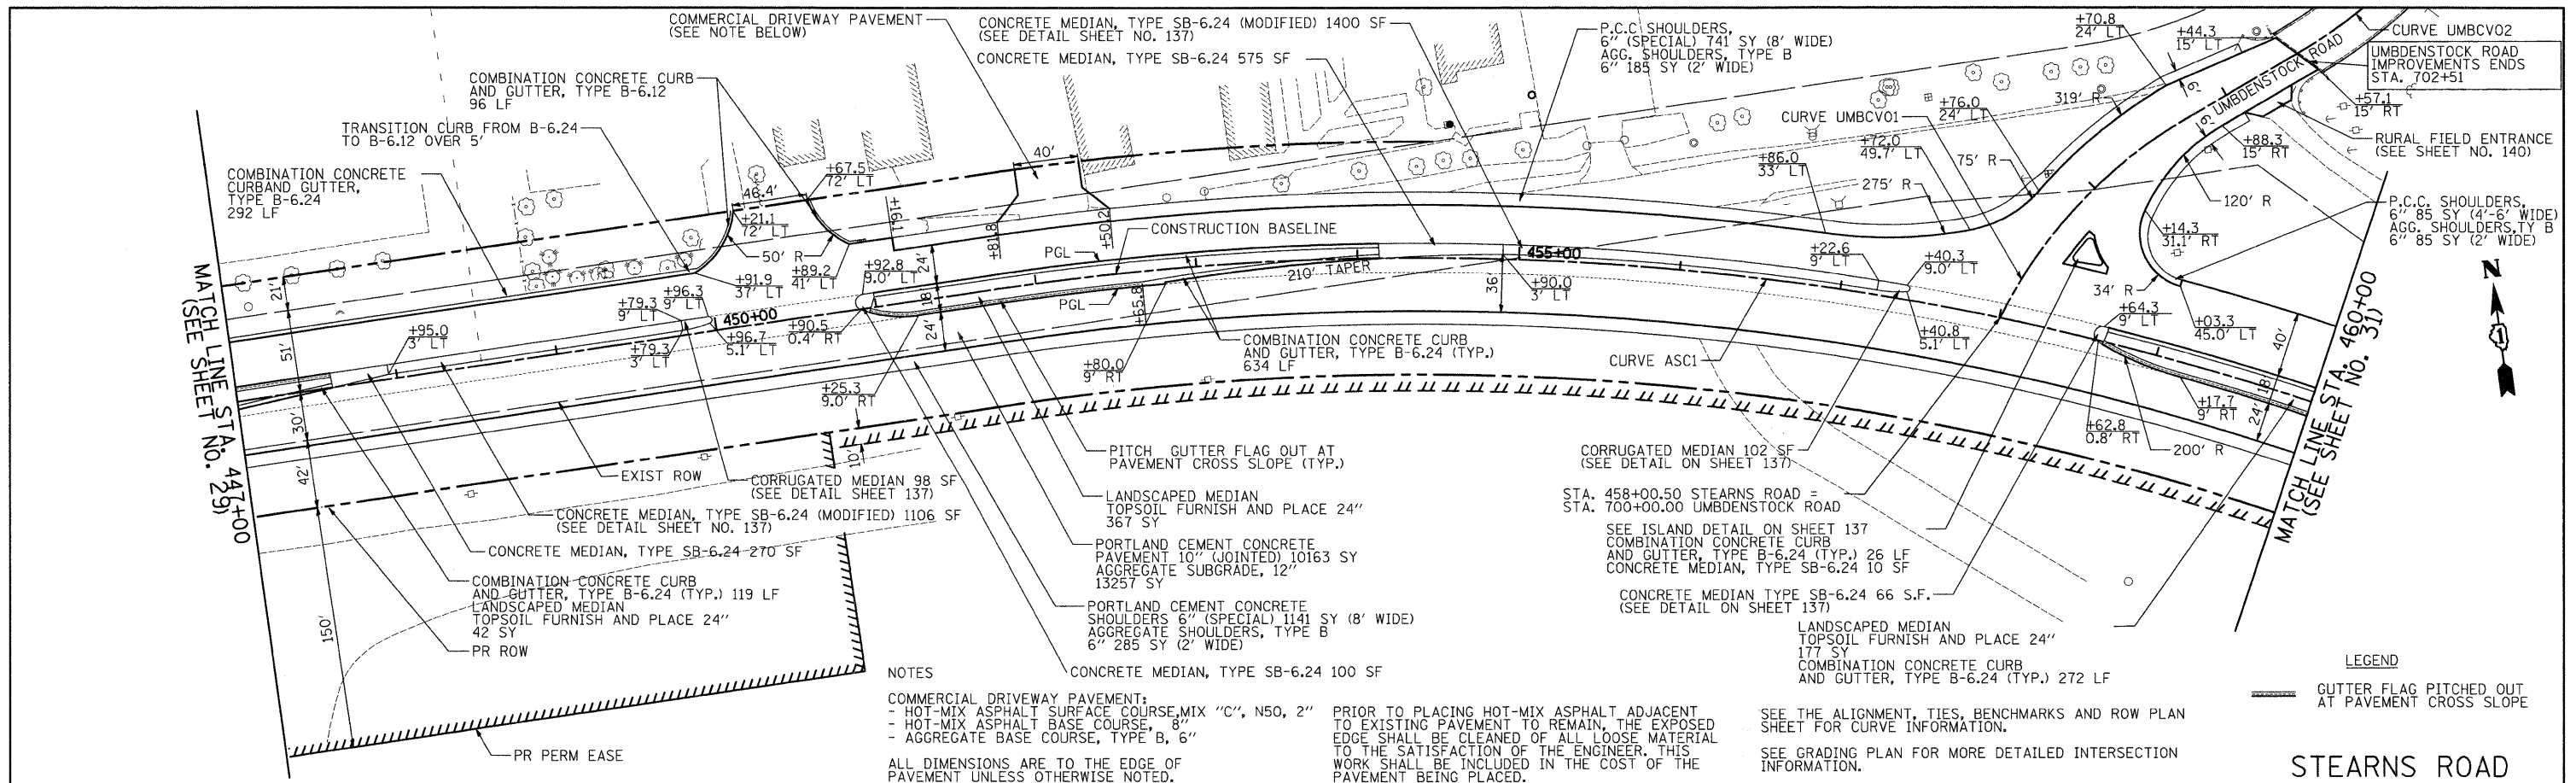 COMMERCIAL DRIVEWAY PAVEMENT
(SEE NOTE BELOW)
CONCRETE MEDIAN, TYPE SB-6.24 (MODIFIED) 1400 SF
(SEE DETAIL SHEET NO. 137)
CONCRETE MEDIAN, TYPE SB-6.24 575 SF
P.C.C SHOULDERS,
6" (SPECIAL) 741 SY (8' WIDE)
AGG. SHOULDERS, TYPE B
6" 185 SY (2' WIDE)
+70.8
24' LT
+44.3
15' LT
CURVE UMBCV02
UMBDENSTOCK ROAD
IMPROVEMENTS ENDS
STA. 702+51
UMBDENSTOCK ROAD
6'
6'
+57.1
15' RT
RURAL FIELD ENTRANCE
(SEE SHEET NO. 140)
+88.3
15' RT
319' R
+76.0
24' LT
CURVE UMBCV01
+72.0
49.7' LT
75' R
+86.0
33' LT
275' R
120' R
P.C.C. SHOULDERS,
6" 85 SY (4'-6' WIDE)
AGG. SHOULDERS,TY B
6" 85 SY (2' WIDE)
+14.3
31.1' RT
34' R
+03.3
45.0' LT
+64.3
9' LT
N
COMBINATION CONCRETE CURB
AND GUTTER, TYPE B-6.12
96 LF
TRANSITION CURB FROM B-6.24
TO B-6.12 OVER 5'
COMBINATION CONCRETE
CURBAND GUTTER,
TYPE B-6.24
292 LF
40'
+67.5
72' LT
46.4'
+21.1
72' LT
+16.1
+81.8
+50.2
50' R
+89.2
41' LT
+92.8
9.0' LT
24'
18'
24'
PGL
CONSTRUCTION BASELINE
PGL
210' TAPER
+65.8
455+00
36'
+90.0
3' LT
+22.6
9' LT
+40.3
9.0' LT
+40.8
5.1' LT
CURVE ASC1
21'
51'
30'
42'
150'
+91.9
37' LT
+96.3
9' LT
+79.3
9' LT
450+00
+79.3
3' LT
+96.7
5.1' LT
+90.5
0.4' RT
+95.0
3' LT
+25.3
9.0' RT
+80.0
9' RT
COMBINATION CONCRETE CURB
AND GUTTER, TYPE B-6.24 (TYP.)
634 LF
10'
MATCH LINE STA. 447+00
(SEE SHEET NO. 29)
MATCH LINE STA. 460+00
(SEE SHEET NO. 31)
40'
18'
24'
+17.7
9' RT
+62.8
0.8' RT
200' R
EXIST ROW
CORRUGATED MEDIAN 98 SF
(SEE DETAIL SHEET 137)
CONCRETE MEDIAN, TYPE SB-6.24 (MODIFIED) 1106 SF
(SEE DETAIL SHEET NO. 137)
CONCRETE MEDIAN, TYPE SB-6.24 270 SF
COMBINATION CONCRETE CURB
AND GUTTER, TYPE B-6.24 (TYP.) 119 LF
LANDSCAPED MEDIAN
TOPSOIL FURNISH AND PLACE 24"
42 SY
PR ROW
PR PERM EASE
PITCH GUTTER FLAG OUT AT
PAVEMENT CROSS SLOPE (TYP.)
LANDSCAPED MEDIAN
TOPSOIL FURNISH AND PLACE 24"
367 SY
PORTLAND CEMENT CONCRETE
PAVEMENT 10" (JOINTED) 10163 SY
AGGREGATE SUBGRADE, 12"
13257 SY
PORTLAND CEMENT CONCRETE
SHOULDERS 6" (SPECIAL) 1141 SY (8' WIDE)
AGGREGATE SHOULDERS, TYPE B
6" 285 SY (2' WIDE)
CONCRETE MEDIAN, TYPE SB-6.24 100 SF
CORRUGATED MEDIAN 102 SF
(SEE DETAIL ON SHEET 137)
STA. 458+00.50 STEARNS ROAD =
STA. 700+00.00 UMBDENSTOCK ROAD
SEE ISLAND DETAIL ON SHEET 137
COMBINATION CONCRETE CURB
AND GUTTER, TYPE B-6.24 (TYP.) 26 LF
CONCRETE MEDIAN, TYPE SB-6.24 10 SF
CONCRETE MEDIAN TYPE SB-6.24 66 S.F.
(SEE DETAIL ON SHEET 137)
LANDSCAPED MEDIAN
TOPSOIL FURNISH AND PLACE 24"
177 SY
COMBINATION CONCRETE CURB
AND GUTTER, TYPE B-6.24 (TYP.) 272 LF
NOTES
COMMERCIAL DRIVEWAY PAVEMENT:
- HOT-MIX ASPHALT SURFACE COURSE,MIX "C", N50, 2"
- HOT-MIX ASPHALT BASE COURSE, 8"
- AGGREGATE BASE COURSE, TYPE B, 6"
ALL DIMENSIONS ARE TO THE EDGE OF
PAVEMENT UNLESS OTHERWISE NOTED.
PRIOR TO PLACING HOT-MIX ASPHALT ADJACENT
TO EXISTING PAVEMENT TO REMAIN, THE EXPOSED
EDGE SHALL BE CLEANED OF ALL LOOSE MATERIAL
TO THE SATISFACTION OF THE ENGINEER. THIS
WORK SHALL BE INCLUDED IN THE COST OF THE
PAVEMENT BEING PLACED.
SEE THE ALIGNMENT, TIES, BENCHMARKS AND ROW PLAN
SHEET FOR CURVE INFORMATION.
SEE GRADING PLAN FOR MORE DETAILED INTERSECTION
INFORMATION.
LEGEND
GUTTER FLAG PITCHED OUT
AT PAVEMENT CROSS SLOPE
STEARNS ROAD